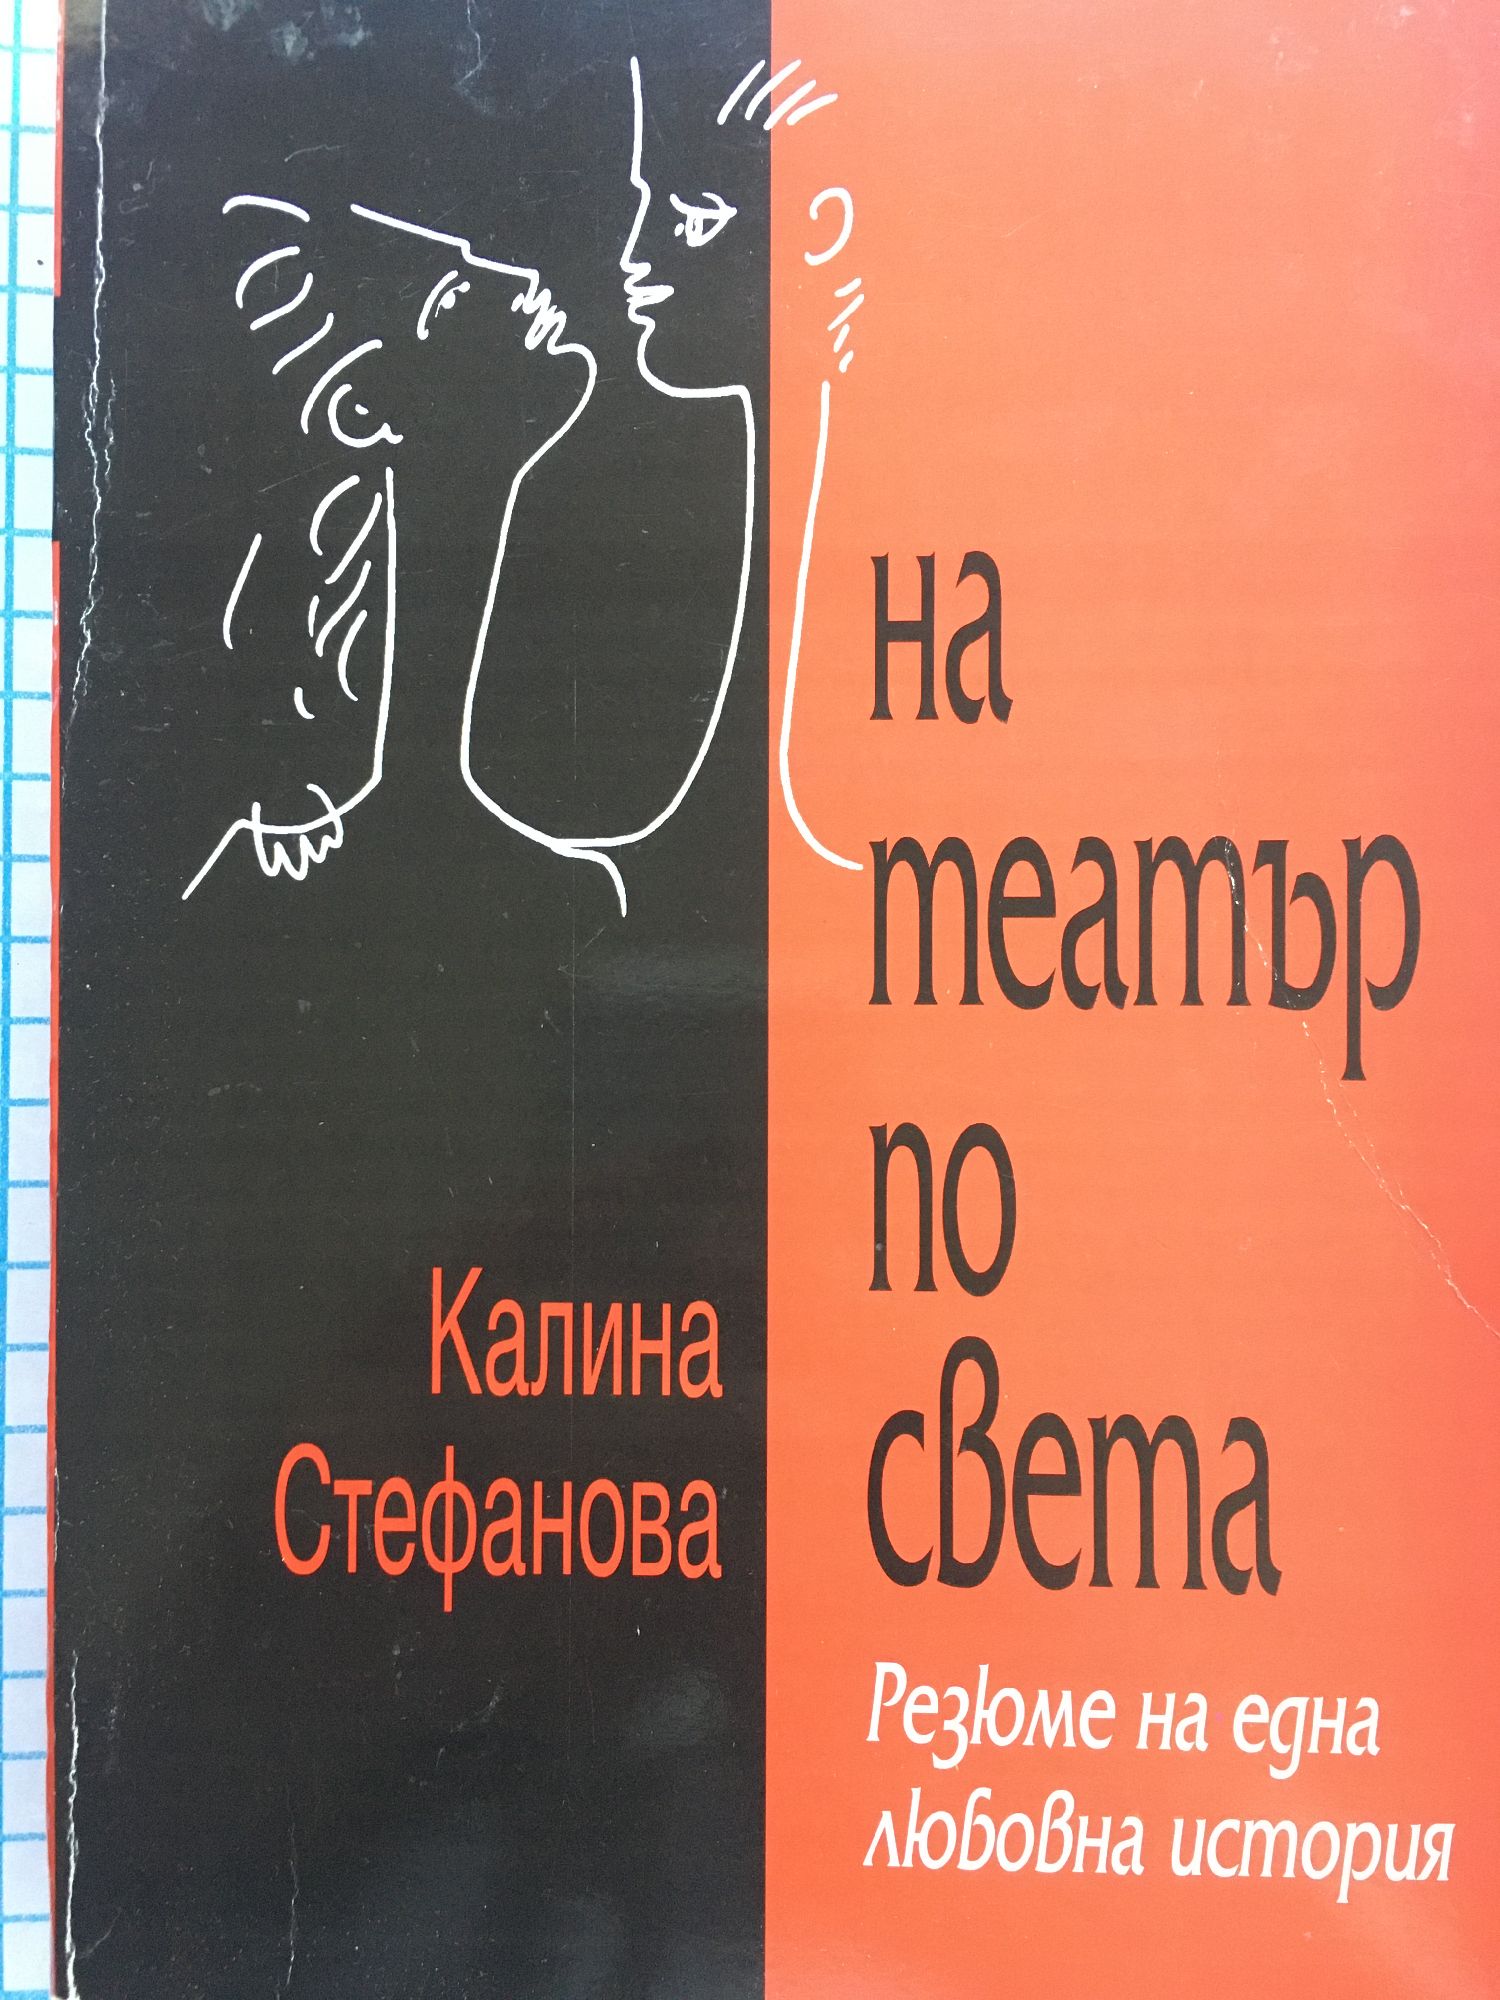 на
театър
по
света
Калина
Стефанова
Резюме на една
любовна история